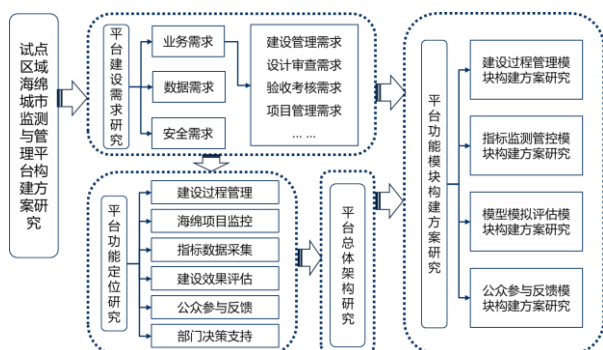 试点
区域
海绵
城市
监测
与管
理平
台构
建方
案研
究
平台建设需求研究
业务需求
数据需求
安全需求
建设管理需求
设计审查需求
验收考核需求
项目管理需求
… …
平台功能定位研究
建设过程管理
海绵项目监控
指标数据采集
建设效果评估
公众参与反馈
部门决策支持
平台总体架构研究
平台功能模块构建方案研究
建设过程管理模
块构建方案研究
指标监测管控模
块构建方案研究
模型模拟评估模
块构建方案研究
公众参与反馈模
块构建方案研究